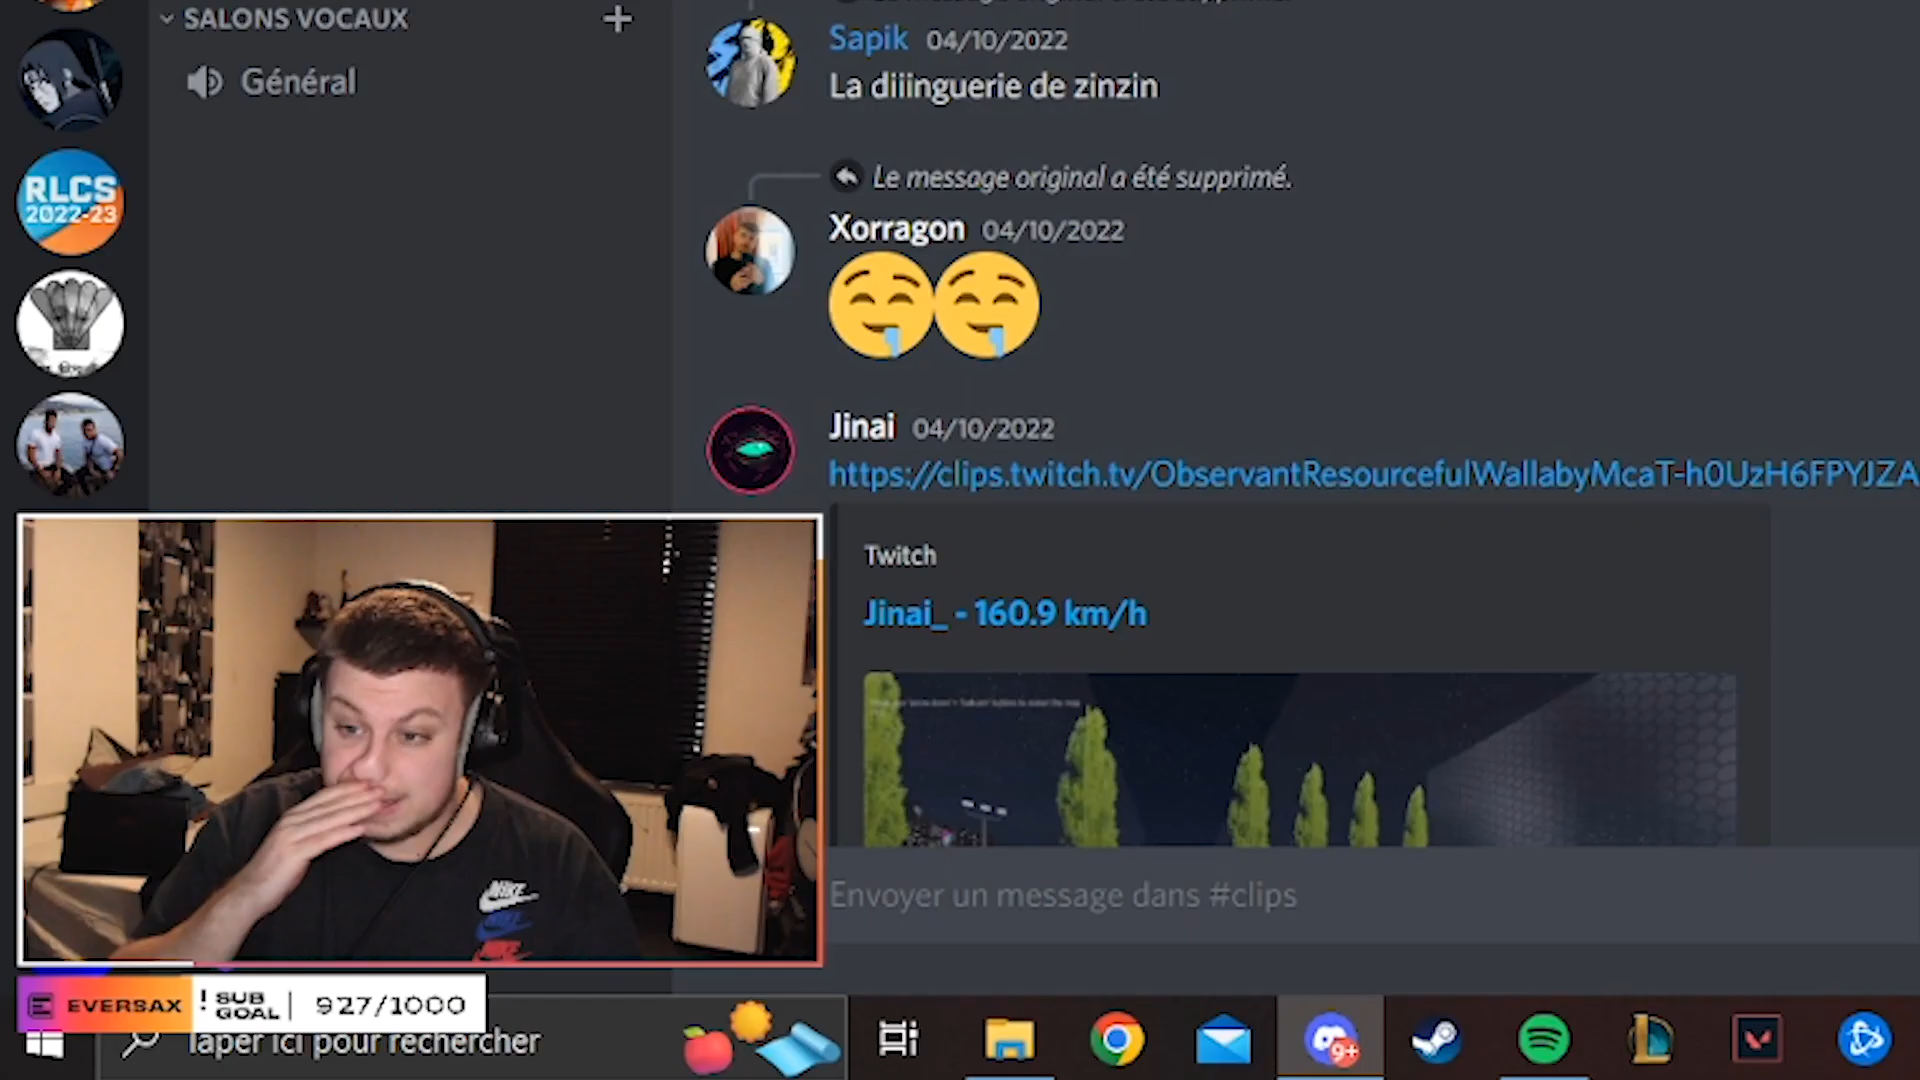 SALONS VOCAUX
Général
RLCS
2022-23
Sapik 04/10/2022
La diiinguerie de zinzin
Le message original a été supprimé.
Xorragon 04/10/2022
Jinai 04/10/2022
https://clips.twitch.tv/ObservantResourcefulWallabyMcaT-h0UzH6FPYJZA
Twitch
Jinai_ - 160.9 km/h
Envoyer un message dans #clips
NIKE
EVERSAX ! SUB GOAL | 927/1000
Taper ici pour rechercher
9+